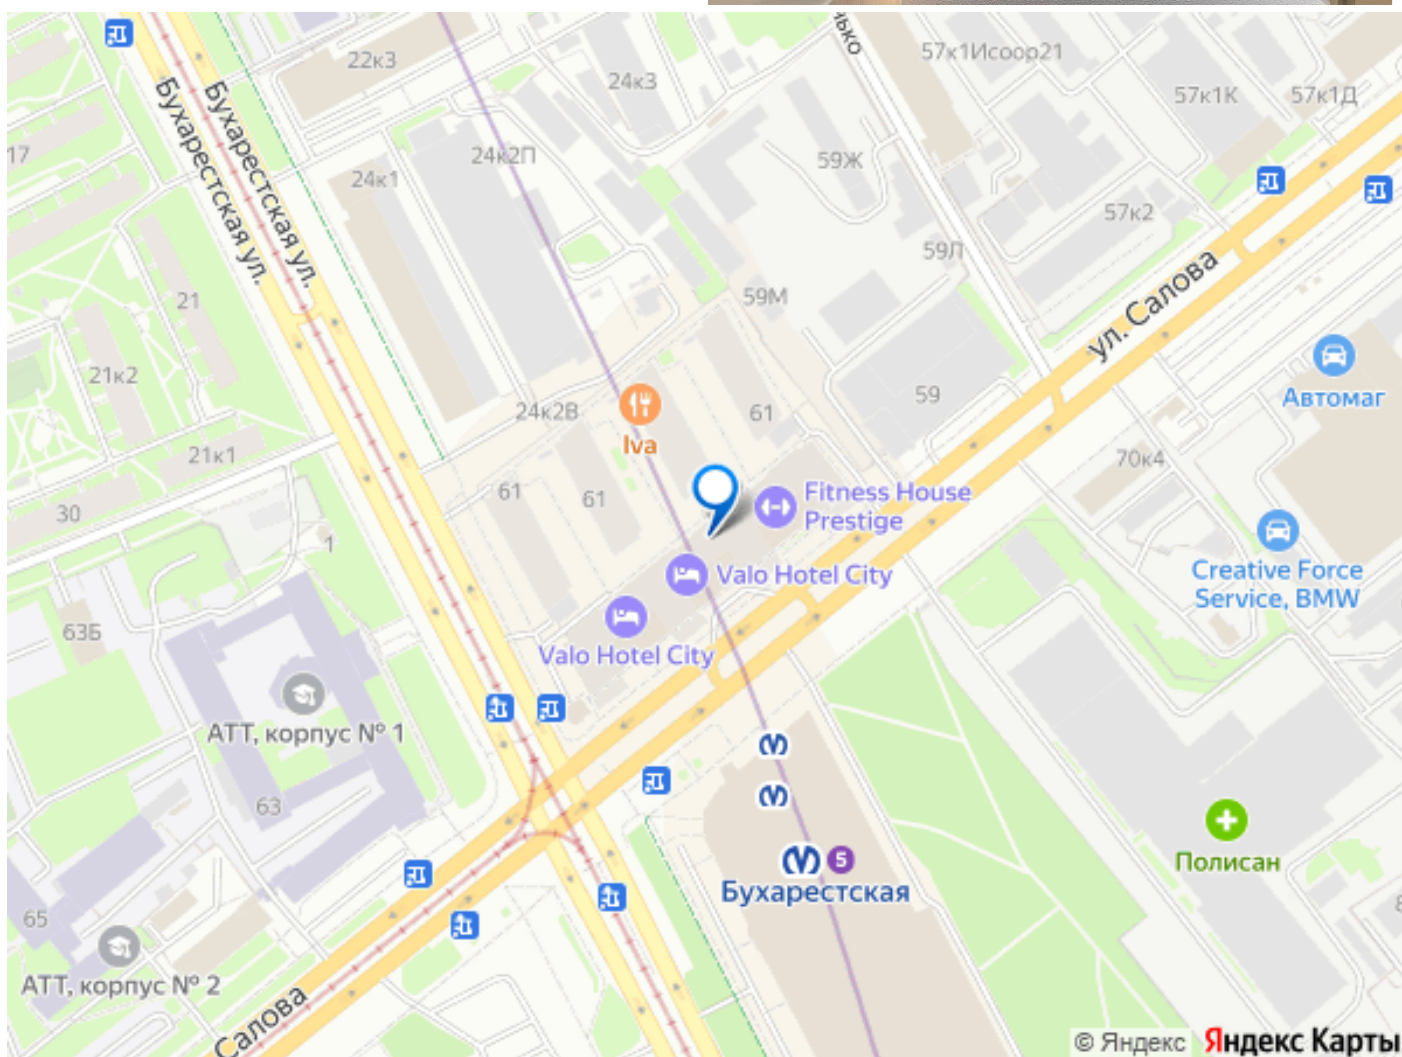 22к3
24к3
57к1Исоор21
57к1К
57к1Д
Бухарестская ул.
Бухарестская ул.
17
24к2П
24к1
59Ж
57к2
59Л
ул. Салова
21
59М
21к2
Автомаг
24к2В
Iva
61
59
21к1
70к4
30
61
61
Fitness House
Prestige
1
Valo Hotel City
Creative Force
Service, BMW
63Б
Valo Hotel City
АТТ, корпус № 1
63
5
Бухарестская
Полисан
65
АТТ, корпус № 2
Салова
© Яндекс
Яндекс Карты